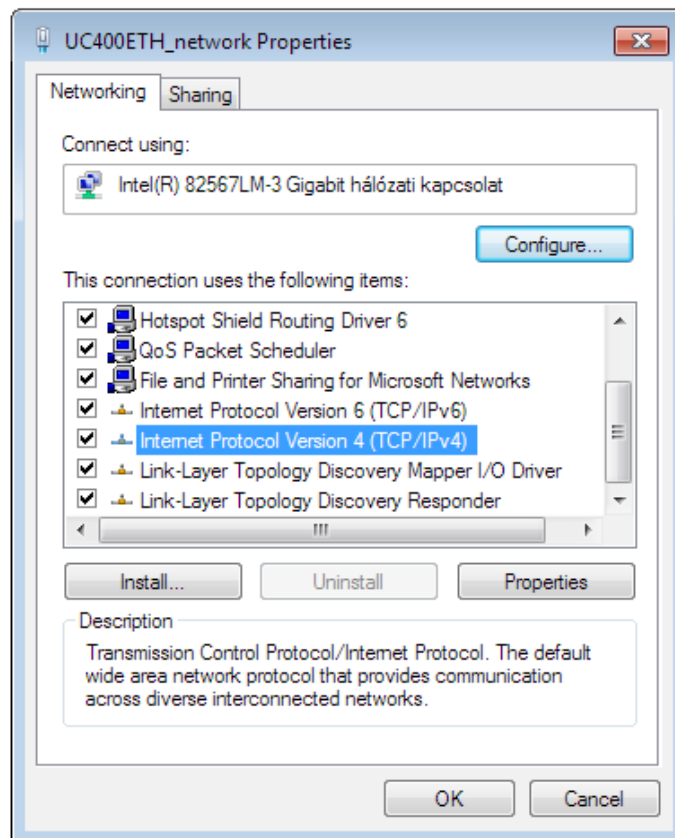 UC400ETH_network Properties
Networking
Sharing
Connect using:
Intel(R) 82567LM-3 Gigabit hálózati kapcsolat
Configure...
This connection uses the following items:
Hotspot Shield Routing Driver 6
QoS Packet Scheduler
File and Printer Sharing for Microsoft Networks
Internet Protocol Version 6 (TCP/IPv6)
Internet Protocol Version 4 (TCP/IPv4)
Link-Layer Topology Discovery Mapper I/O Driver
Link-Layer Topology Discovery Responder
Install...
Uninstall
Properties
Description
Transmission Control Protocol/Internet Protocol. The default
wide area network protocol that provides communication
across diverse interconnected networks.
OK
Cancel